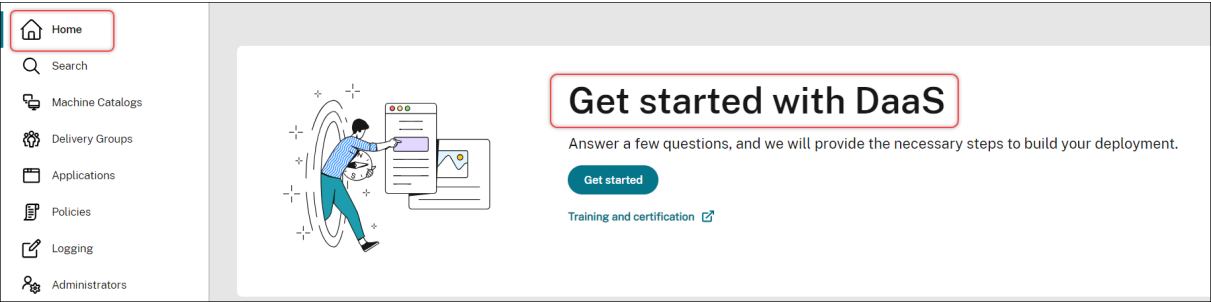 Home
Search
Machine Catalogs
Delivery Groups
Applications
Policies
Logging
Administrators
Get started with DaaS
Answer a few questions, and we will provide the necessary steps to build your deployment.
Get started
Training and certification